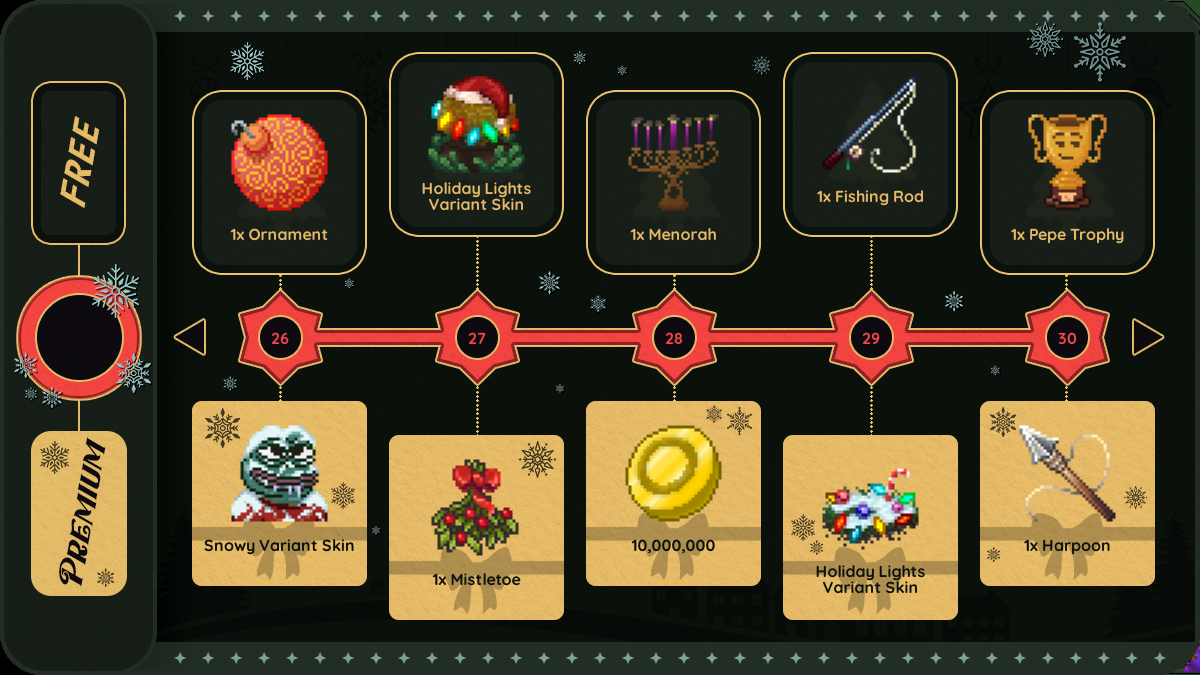 FREE
1x Ornament
Holiday Lights
Variant Skin
1x Menorah
1x Fishing Rod
1x Pepe Trophy
26
27
28
29
30
PREMIUM
Snowy Variant Skin
1x Mistletoe
10,000,000
Holiday Lights
Variant Skin
1x Harpoon